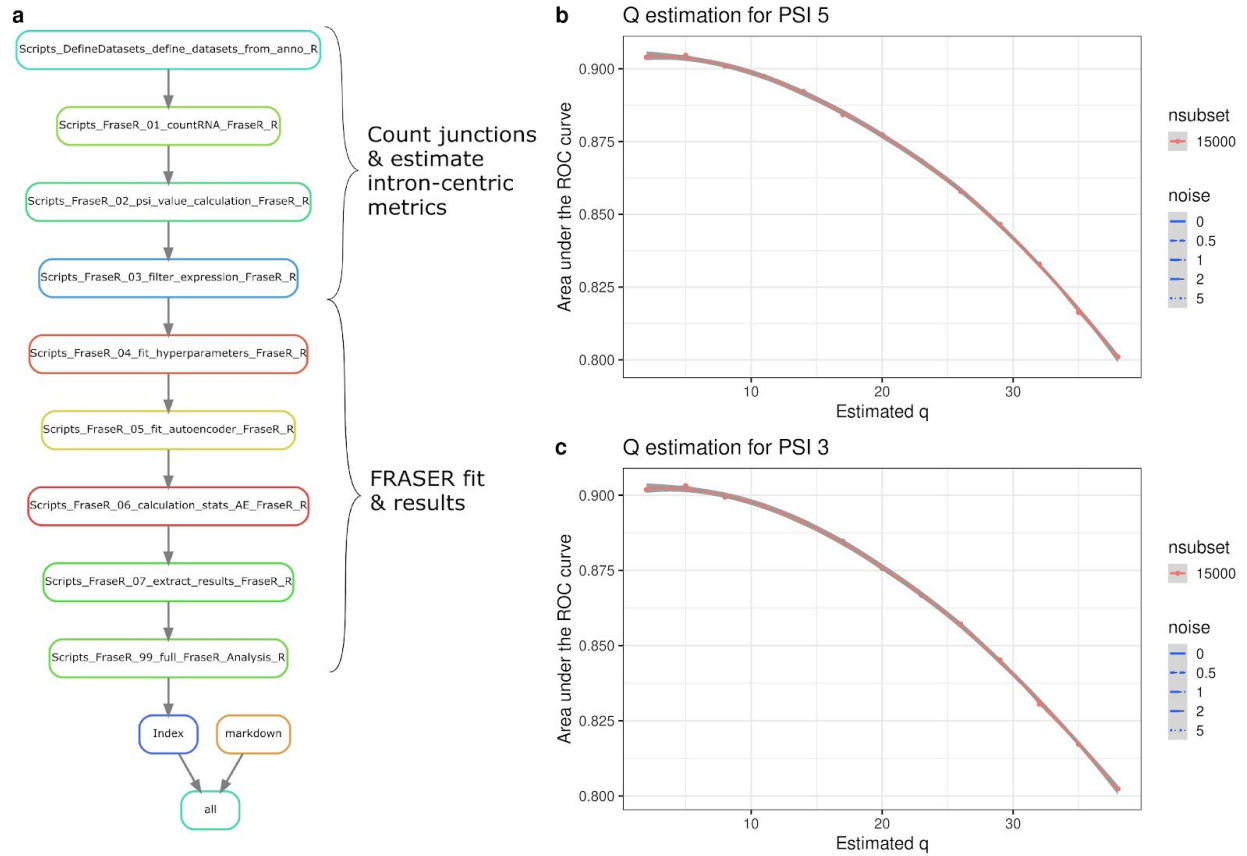 a
Scripts_DefineDatasets_define_datasets_from_anno_R
Scripts_FraseR_01_countRNA_FraseR_R
Scripts_FraseR_02_psi_value_calculation_FraseR_R
Scripts_FraseR_03_filter_expression_FraseR_R
Scripts_FraseR_04_fit_hyperparameters_FraseR_R
Scripts_FraseR_05_fit_autoencoder_FraseR_R
Scripts_FraseR_06_calculation_stats_AE_FraseR_R
Scripts_FraseR_07_extract_results_FraseR_R
Scripts_FraseR_99_full_FraseR_Analysis_R
Index
markdown
all
Count junctions
& estimate
intron-centric
metrics
FRASER fit
& results
b
Q estimation for PSI 5
Area under the ROC curve
0.900
0.875
0.850
0.825
0.800
10 20 30
Estimated q
nsubset
15000
noise
0
0.5
1
2
5
c
Q estimation for PSI 3
Area under the ROC curve
0.900
0.875
0.850
0.825
0.800
10 20 30
Estimated q
nsubset
15000
noise
0
0.5
1
2
5